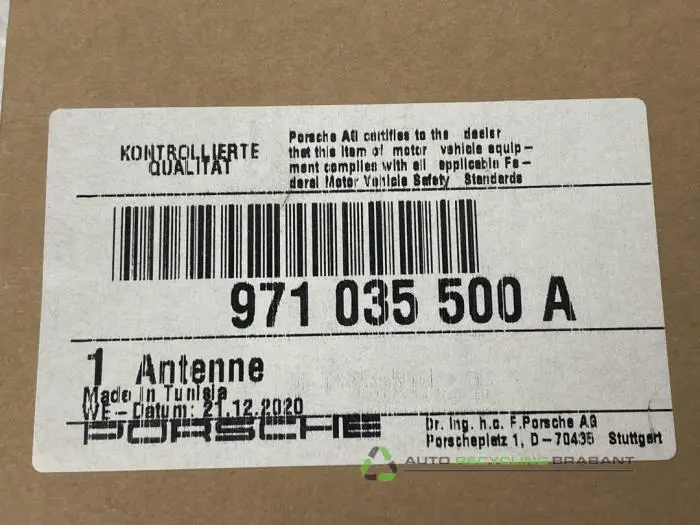 KONTROLLIERTE
QUALITÄT
Porsche AG certifies to the dealer
that this item of motor vehicle equip-
ment complies with all applicable Fe-
deral Motor Vehicle Safety Standards
971 035 500 A
1 Antenne
Made in Tunisia
WE-Datum: 21.12.2020
PORSCHE
Dr. Ing. h.c. F.Porsche AG
Porscheplatz 1, D-70435 Stuttgart
AUTO RECYCLING BRABANT